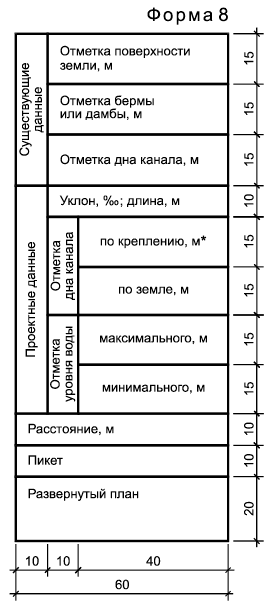 Форма 8
Существующие
данные
Отметка поверхности
земли, м
15
Отметка бермы
или дамбы, м
15
Отметка дна канала, м
15
Проектные данные
Уклон, ‰; длина, м
10
Отметка
дна канала
по креплению, м*
15
по земле, м
15
Отметка
уровня воды
максимального, м
15
минимального, м
15
Расстояние, м
10
Пикет
10
Развернутый план
20
10
10
40
60